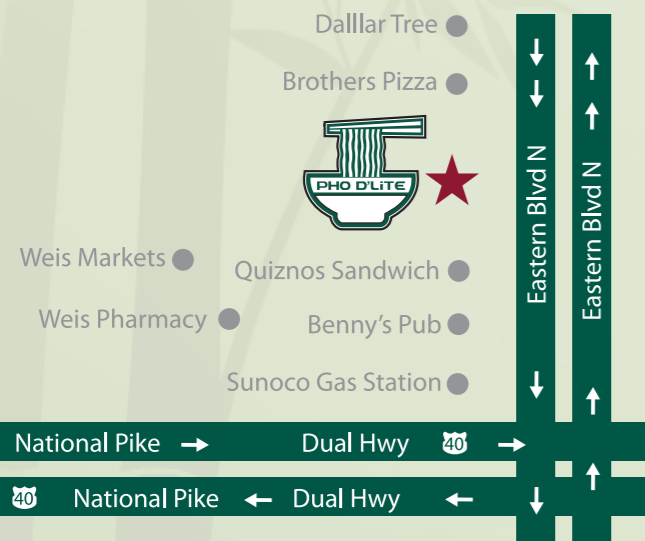 Dalllar Tree
Brothers Pizza
PHO D'LiTE
Weis Markets
Quiznos Sandwich
Weis Pharmacy
Benny's Pub
Sunoco Gas Station
Eastern Blvd N
Eastern Blvd N
National Pike Dual Hwy 40
40 National Pike Dual Hwy